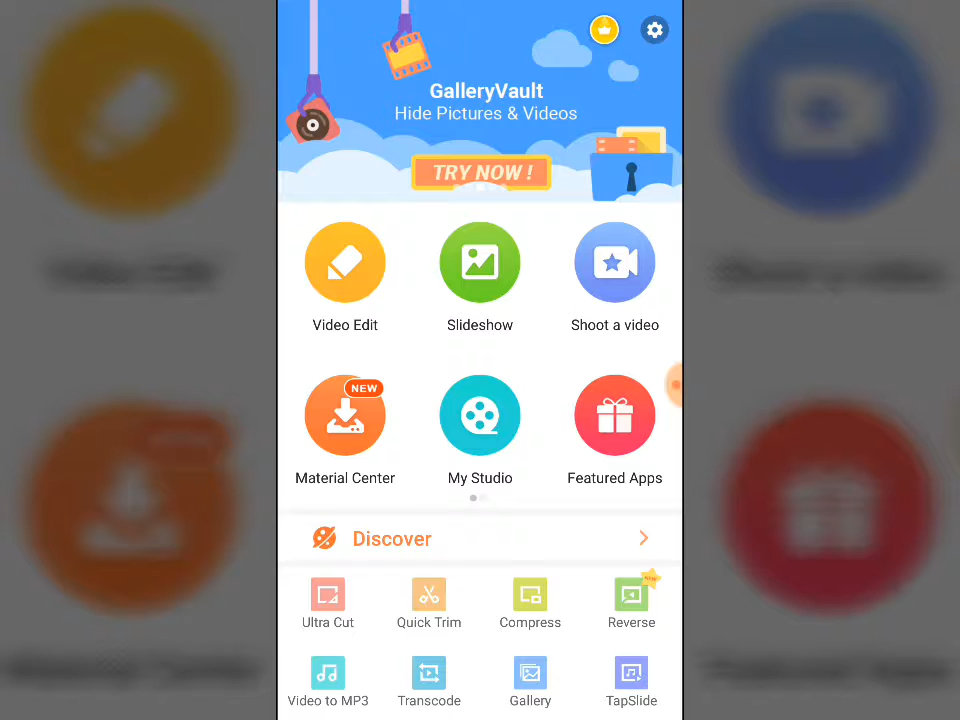 GalleryVault
Hide Pictures & Videos
TRY NOW !
Video Edit
Slideshow
Shoot a video
NEW
Material Center
My Studio
Featured Apps
Discover
Ultra Cut
Quick Trim
Compress
Reverse
Video to MP3
Transcode
Gallery
TapSlide